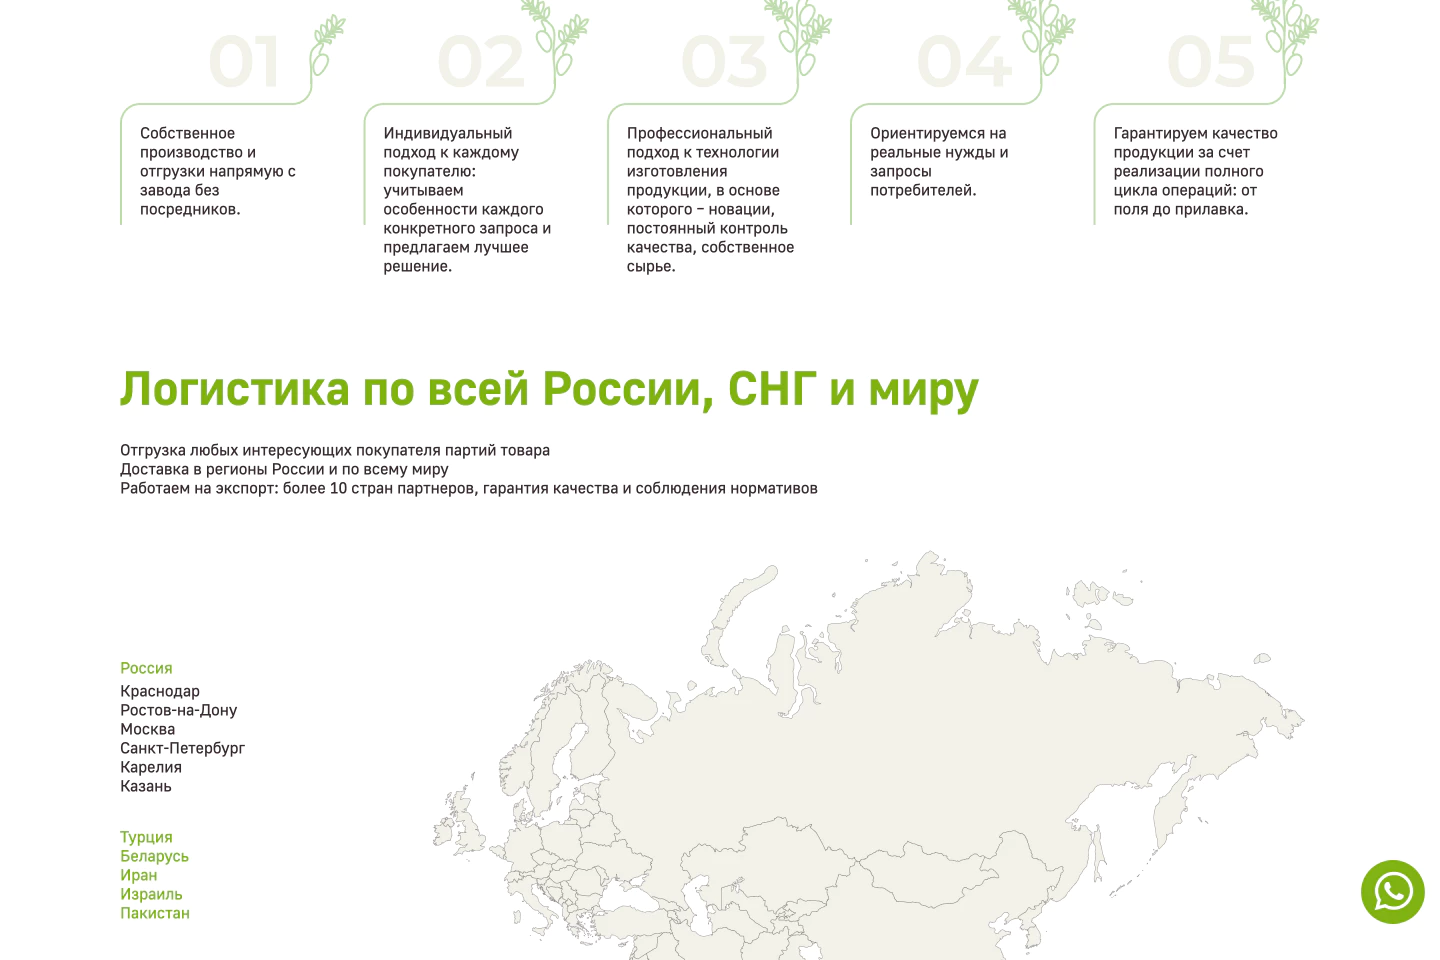 01
Собственное
производство и
отгрузки напрямую с
завода без
посредников.
02
Индивидуальный
подход к каждому
покупателю:
учитываем
особенности каждого
конкретного запроса и
предлагаем лучшее
решение.
03
Профессиональный
подход к технологии
изготовления
продукции, в основе
которого – новации,
постоянный контроль
качества, собственное
сырье.
04
Ориентируемся на
реальные нужды и
запросы
потребителей.
05
Гарантируем качество
продукции за счет
реализации полного
цикла операций: от
поля до прилавка.
Логистика по всей России, СНГ и миру
Отгрузка любых интересующих покупателя партий товара
Доставка в регионы России и по всему миру
Работаем на экспорт: более 10 стран партнеров, гарантия качества и соблюдения нормативов
Россия
Краснодар
Ростов-на-Дону
Москва
Санкт-Петербург
Карелия
Казань
Турция
Беларусь
Иран
Израиль
Пакистан